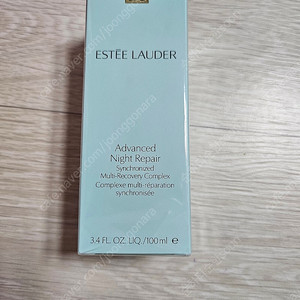 ESTĒE LAUDER
Advanced
Night Repair
Synchronized
Multi-Recovery Complex
Complexe multi-réparation
synchronisée
3.4 FL. OZ. LIQ./100 ml e